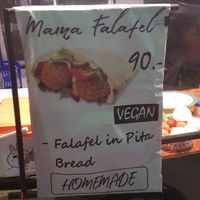 Mama Falafel
90.-
VEGAN
- Falafel in Pita
Bread
HOMEMADE